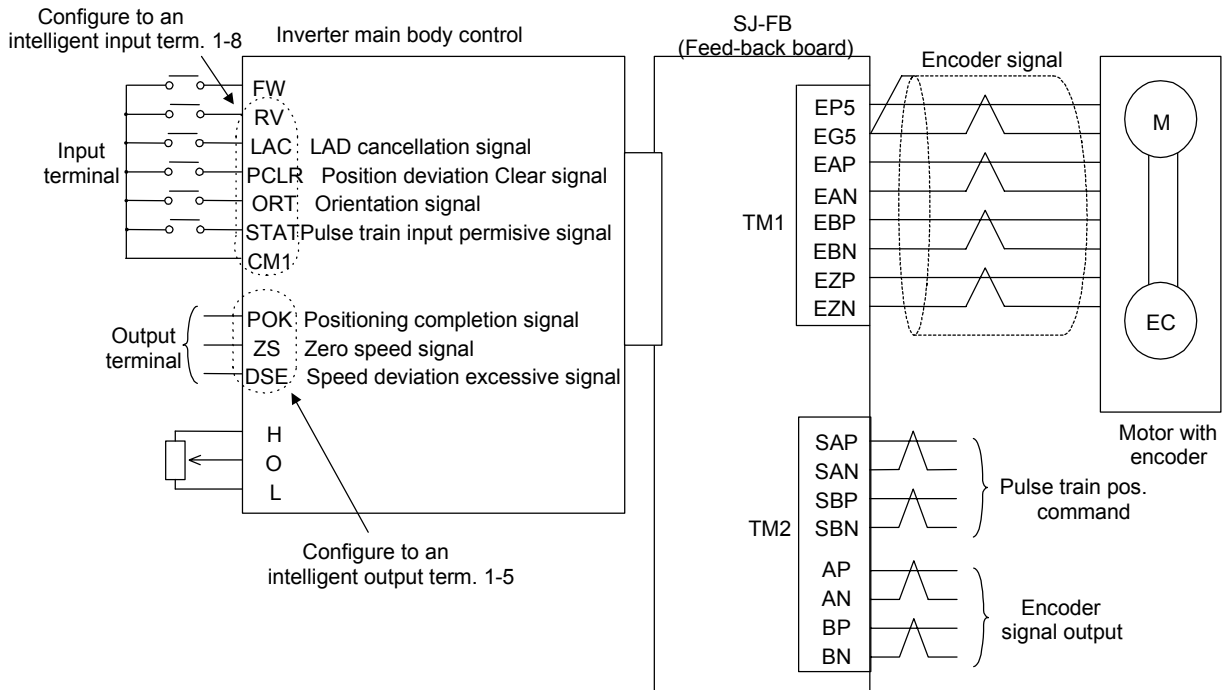 Configure to an
intelligent input term. 1-8
Inverter main body control
SJ-FB
(Feed-back board)
Encoder signal
Input
terminal
FW
RV
LAC LAD cancellation signal
PCLR Position deviation Clear signal
ORT Orientation signal
STAT Pulse train input permisive signal
CM1
Output
terminal
POK Positioning completion signal
ZS Zero speed signal
DSE Speed deviation excessive signal
H
O
L
Configure to an
intelligent output term. 1-5
TM1
EP5
EG5
EAP
EAN
EBP
EBN
EZP
EZN
M
EC
Motor with
encoder
TM2
SAP
SAN
SBP
SBN
AP
AN
BP
BN
Pulse train pos.
command
Encoder
signal output